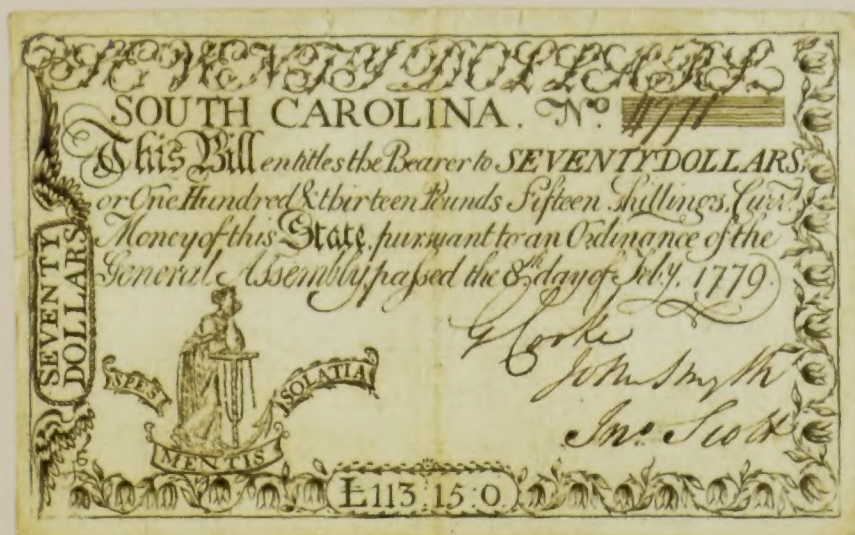 SEVENTY DOLLARS
SOUTH CAROLINA. No. 4771
This Bill entitles the Bearer to SEVENTY DOLLARS,
or One Hundred & thirteen Pounds Fifteen Shillings, Curr.
Money of this State, pursuant to an Ordinance of the
General Assembly, passed the 8th day of Feby. 1779.
SEVENTY
DOLLARS
G Cooke
John Smyth
Jno. Scott
SPES
MENTIS
SOLATIA
£113:15:0